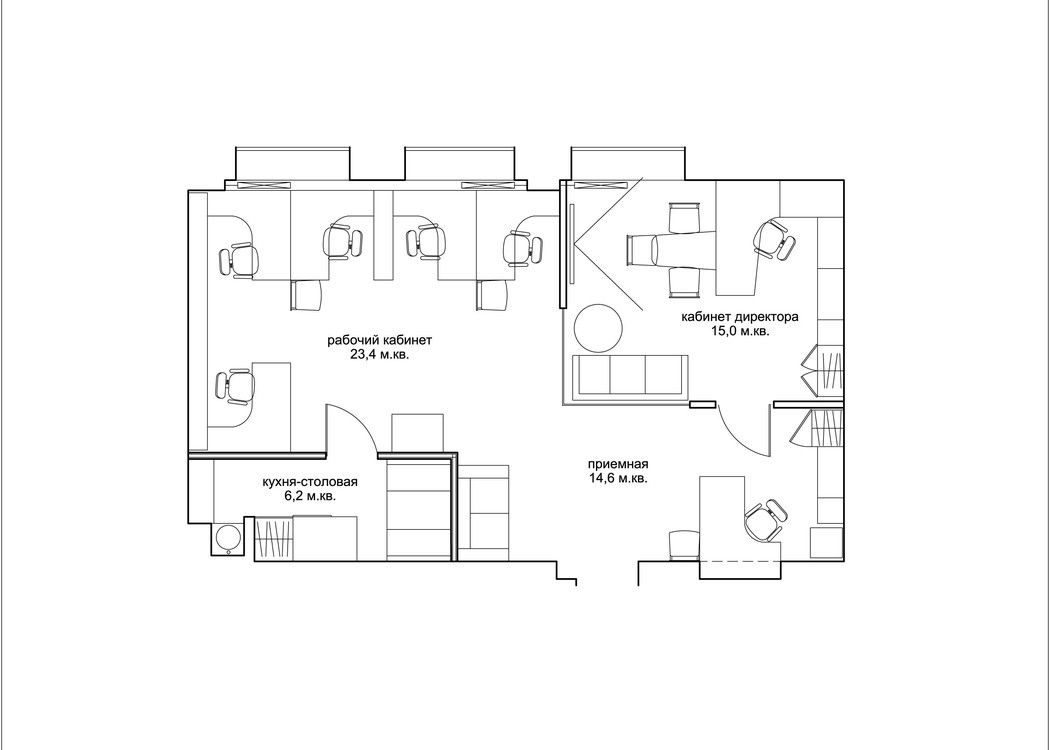 кабинет директора
15,0 м.кв.
рабочий кабинет
23,4 м.кв.
приемная
14,6 м.кв.
кухня-столовая
6,2 м.кв.